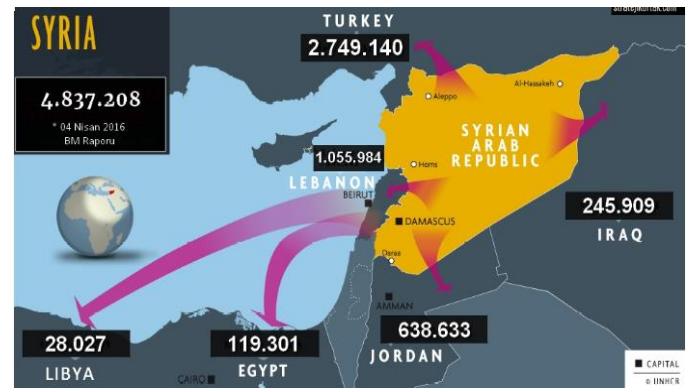 SYRIA
4.837.208
* 04 Nisan 2016
BM Raporu
TURKEY
2.749.140
Aleppo
Al-Hassakeh
SYRIAN
ARAB
REPUBLIC
1.055.984
LEBANON
BEIRUT
Homs
DAMASCUS
Daraa
245.909
IRAQ
AMMAN
638.633
JORDAN
28.027
LIBYA
119.301
EGYPT
CAIRO
CAPITAL
© UNHCR